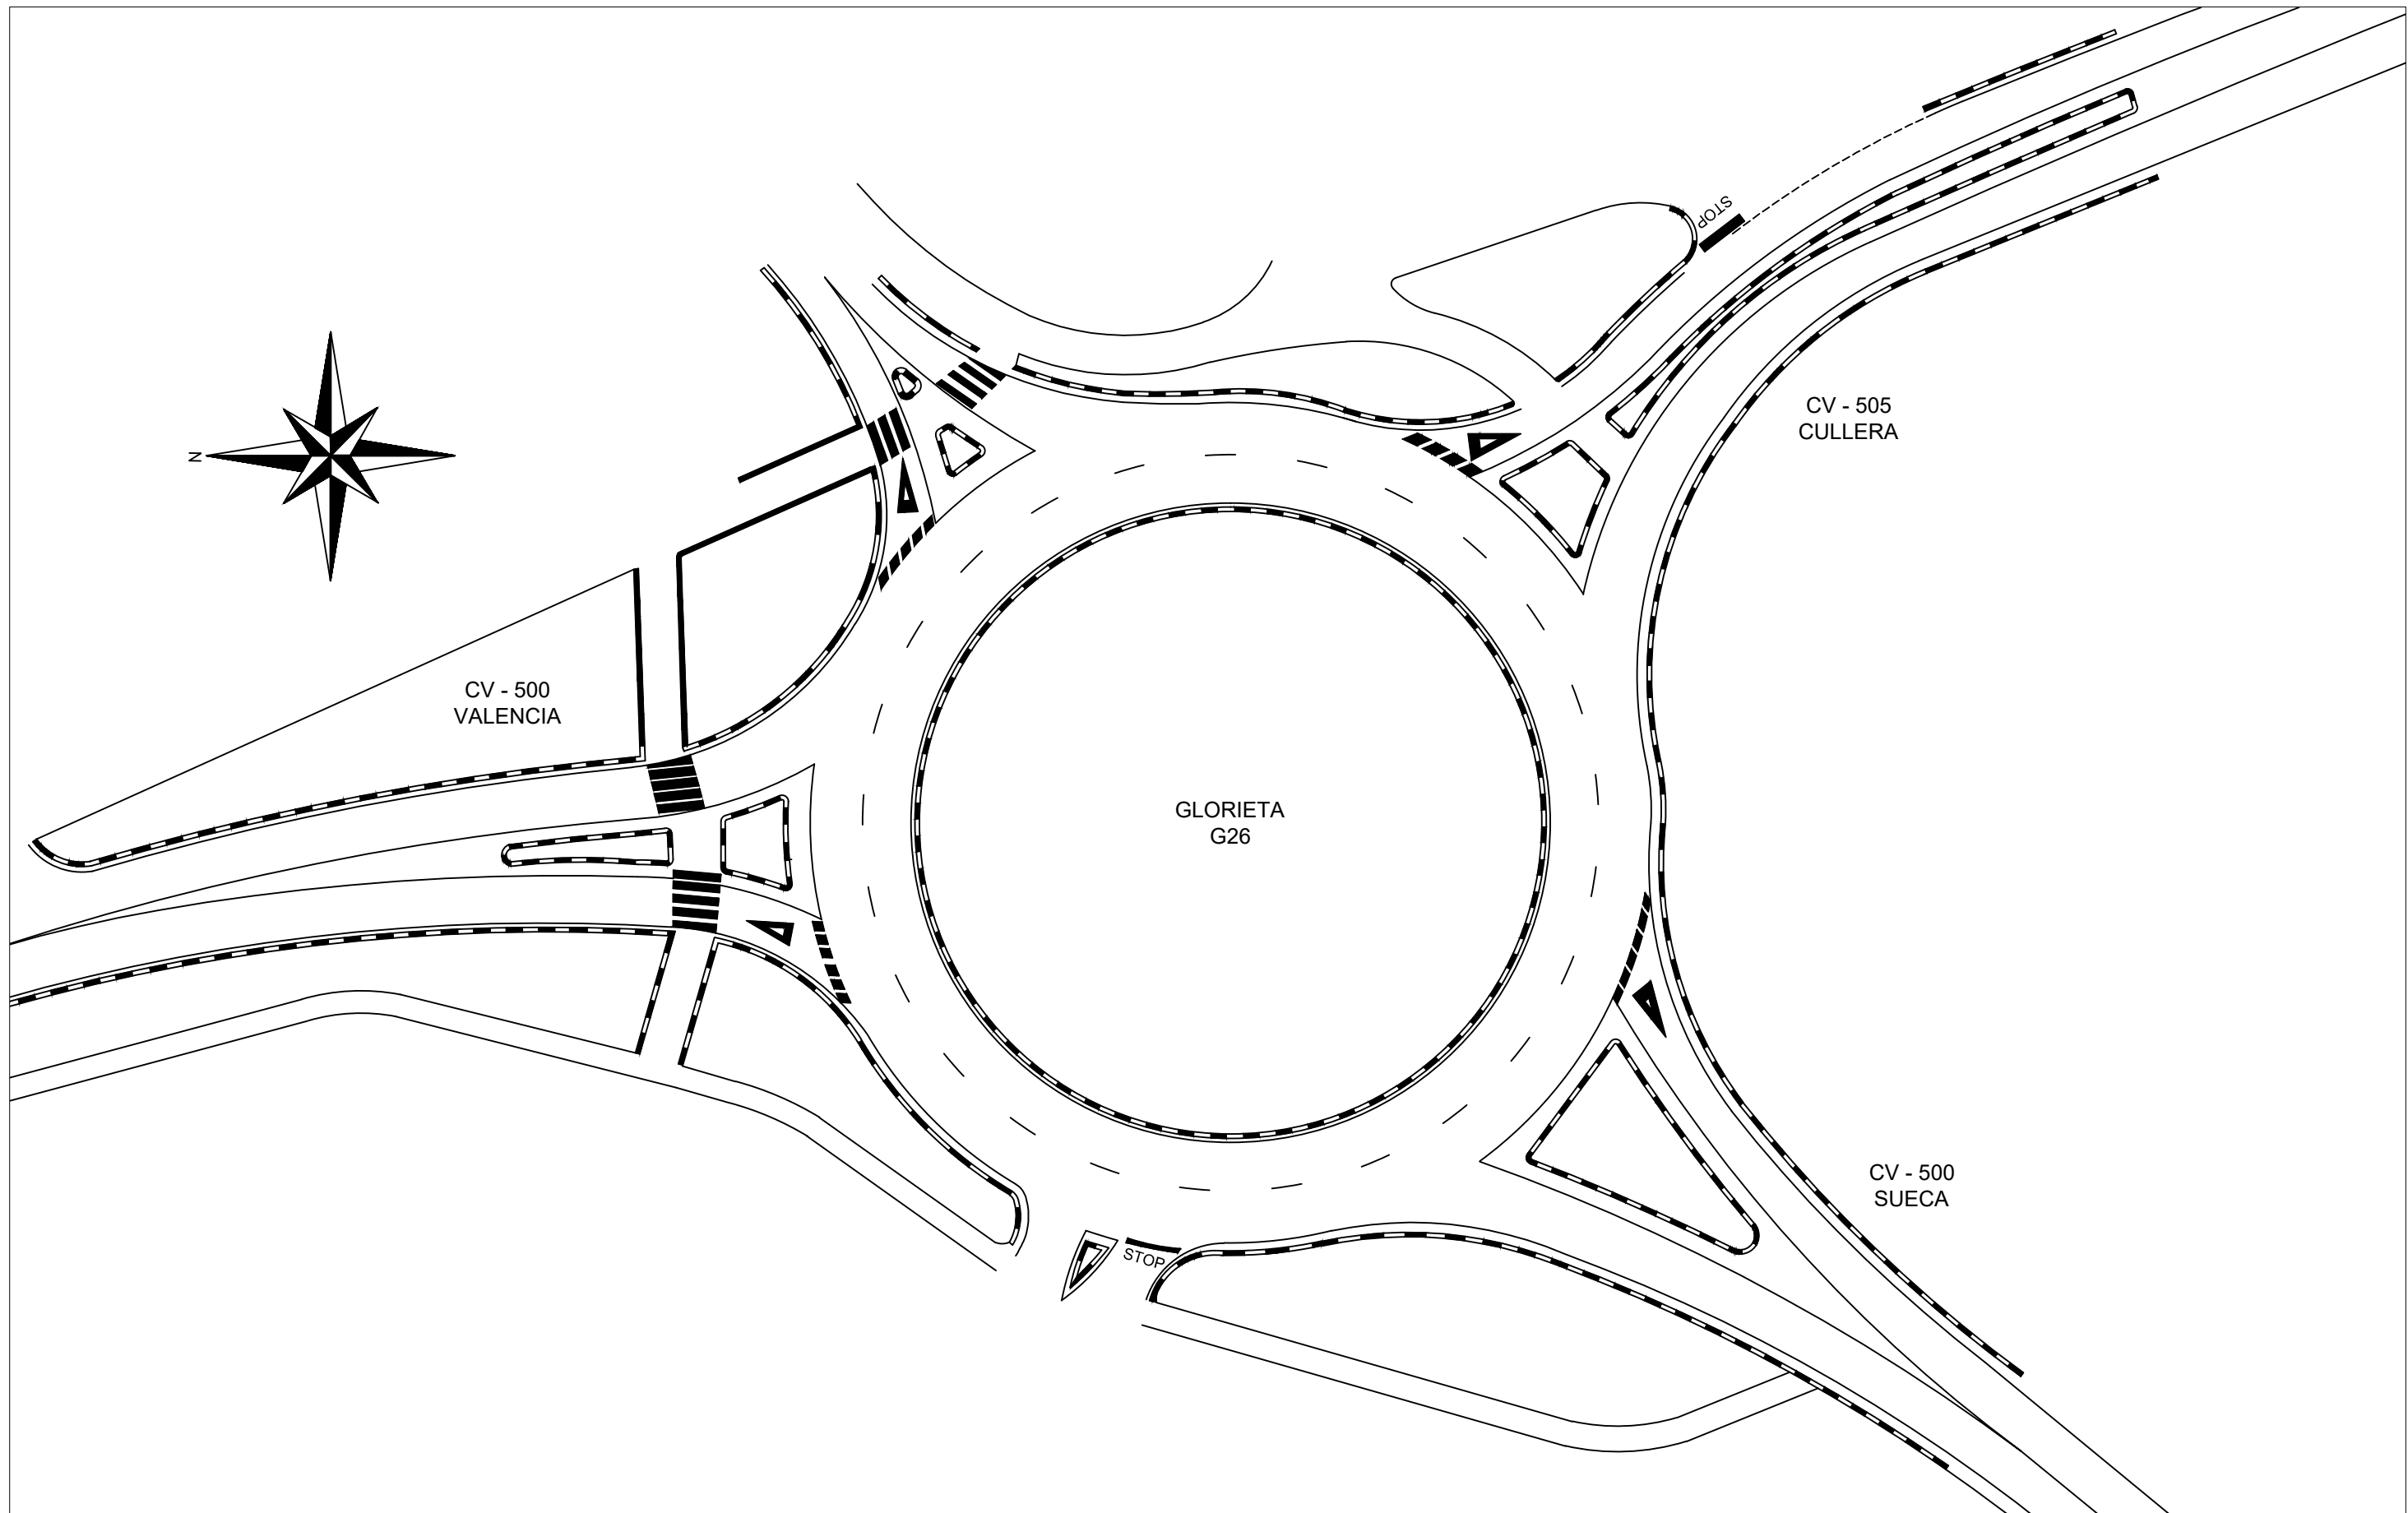 STOP
CV - 505
CULLERA
N
CV - 500
VALENCIA
GLORIETA
G26
CV - 500
SUECA
STOP